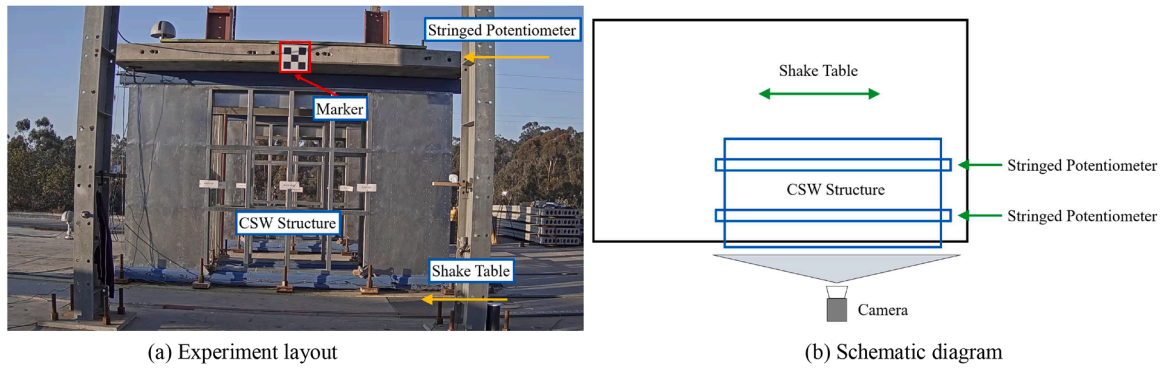 Stringed Potentiometer
Marker
CSW Structure
Shake Table
(a) Experiment layout
Shake Table
Stringed Potentiometer
CSW Structure
Stringed Potentiometer
Camera
(b) Schematic diagram